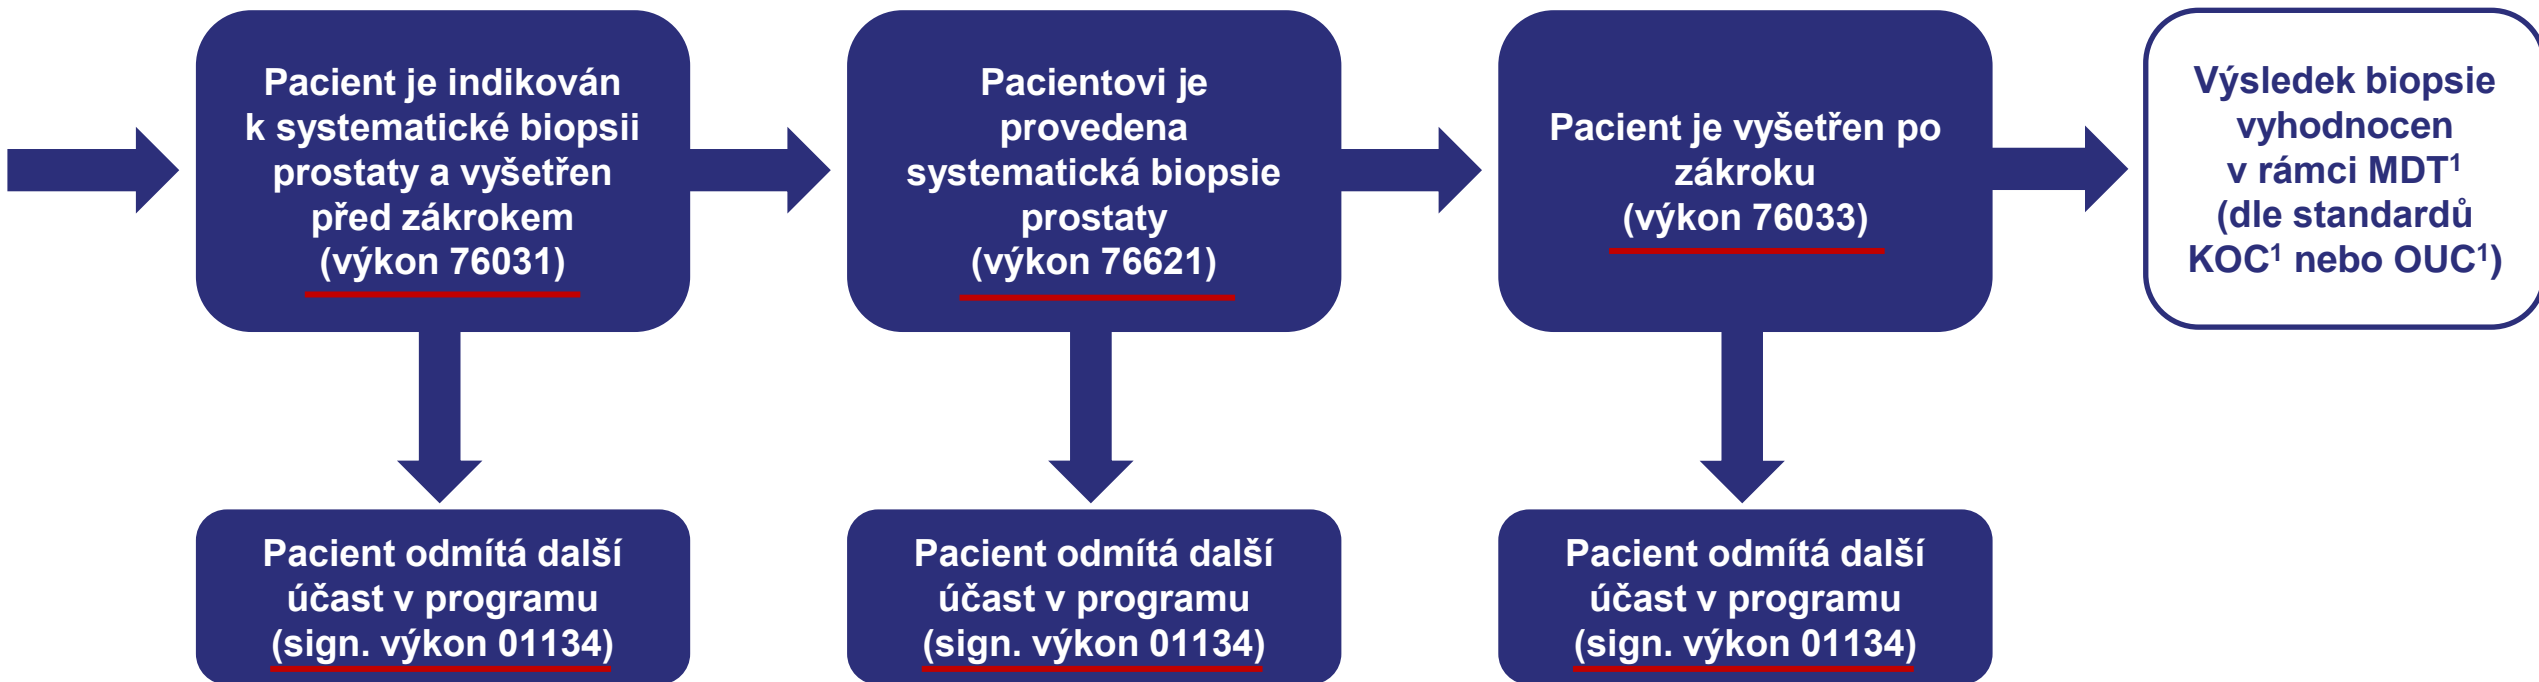 Pacient je indikován
k systematické biopsii
prostaty a vyšetřen
před zákrokem
(výkon 76031)
Pacientovi je
provedena
systematická biopsie
prostaty
(výkon 76621)
Pacient je vyšetřen po
zákroku
(výkon 76033)
Výsledek biopsie
vyhodnocen
v rámci MDT¹
(dle standardů
KOC¹ nebo OUC¹)
Pacient odmítá další
účast v programu
(sign. výkon 01134)
Pacient odmítá další
účast v programu
(sign. výkon 01134)
Pacient odmítá další
účast v programu
(sign. výkon 01134)